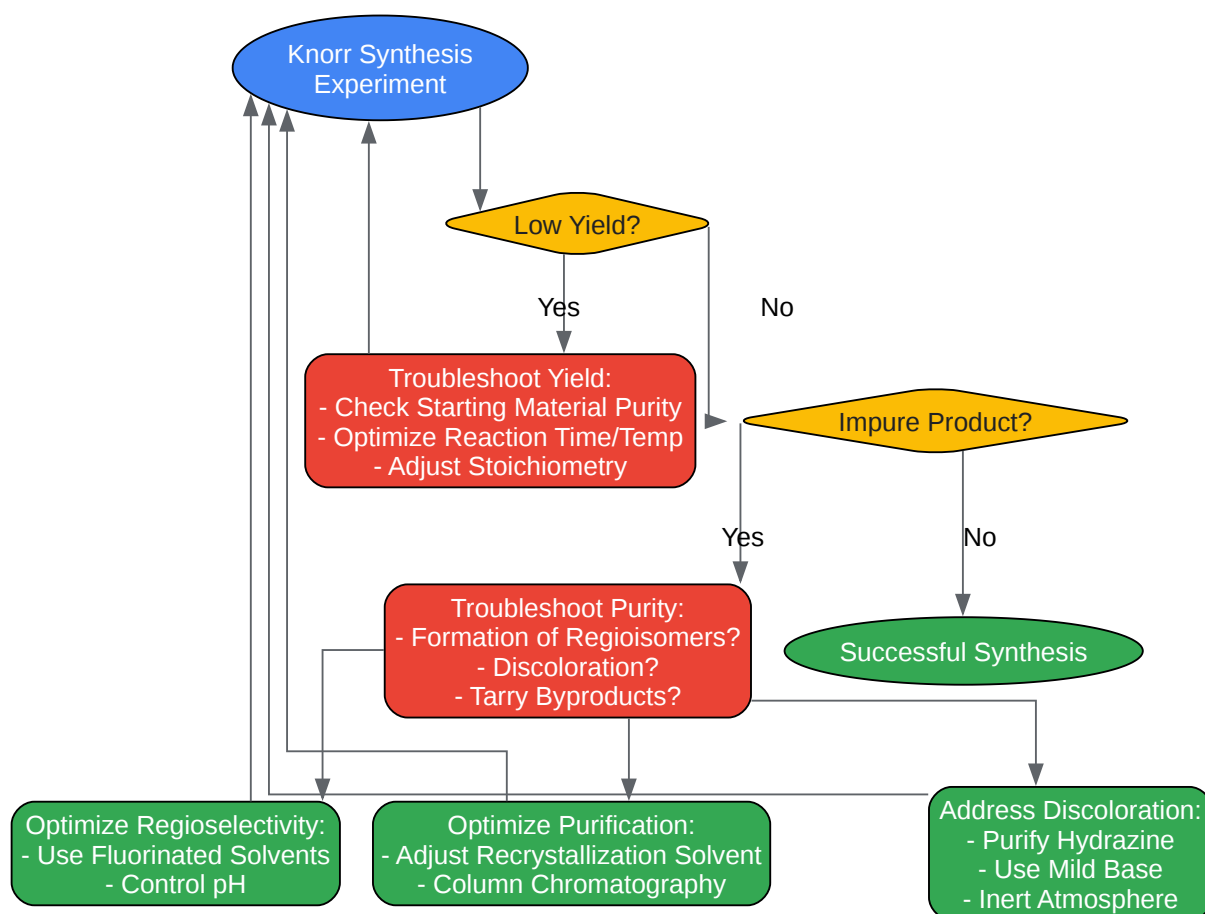 Knorr Synthesis
Experiment
Low Yield?
Yes
No
Troubleshoot Yield:
- Check Starting Material Purity
- Optimize Reaction Time/Temp
- Adjust Stoichiometry
Impure Product?
Yes
No
Troubleshoot Purity:
- Formation of Regioisomers?
- Discoloration?
- Tarry Byproducts?
Successful Synthesis
Optimize Regioselectivity:
- Use Fluorinated Solvents
- Control pH
Optimize Purification:
- Adjust Recrystallization Solvent
- Column Chromatography
Address Discoloration:
- Purify Hydrazine
- Use Mild Base
- Inert Atmosphere